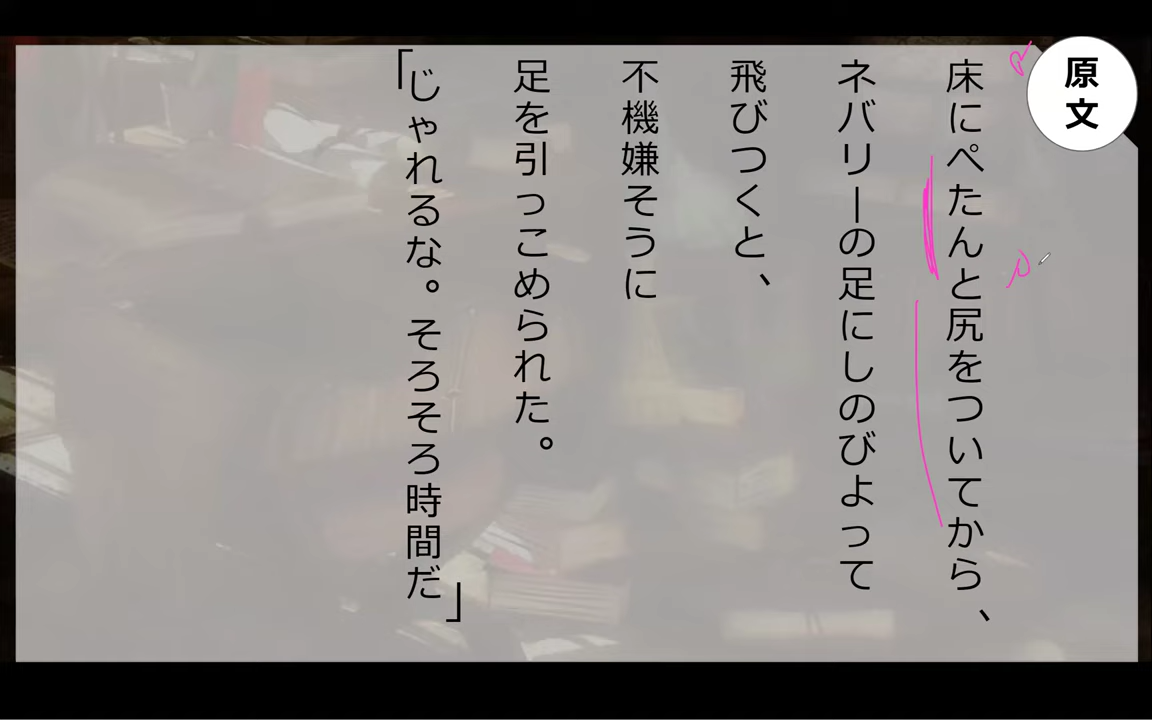 原文
床にぺたんと尻をついてから、
ネバリーの足にしのびよって
飛びつくと、
不機嫌そうに
足を引っこめられた。
「じゃれるな。そろそろ時間だ」